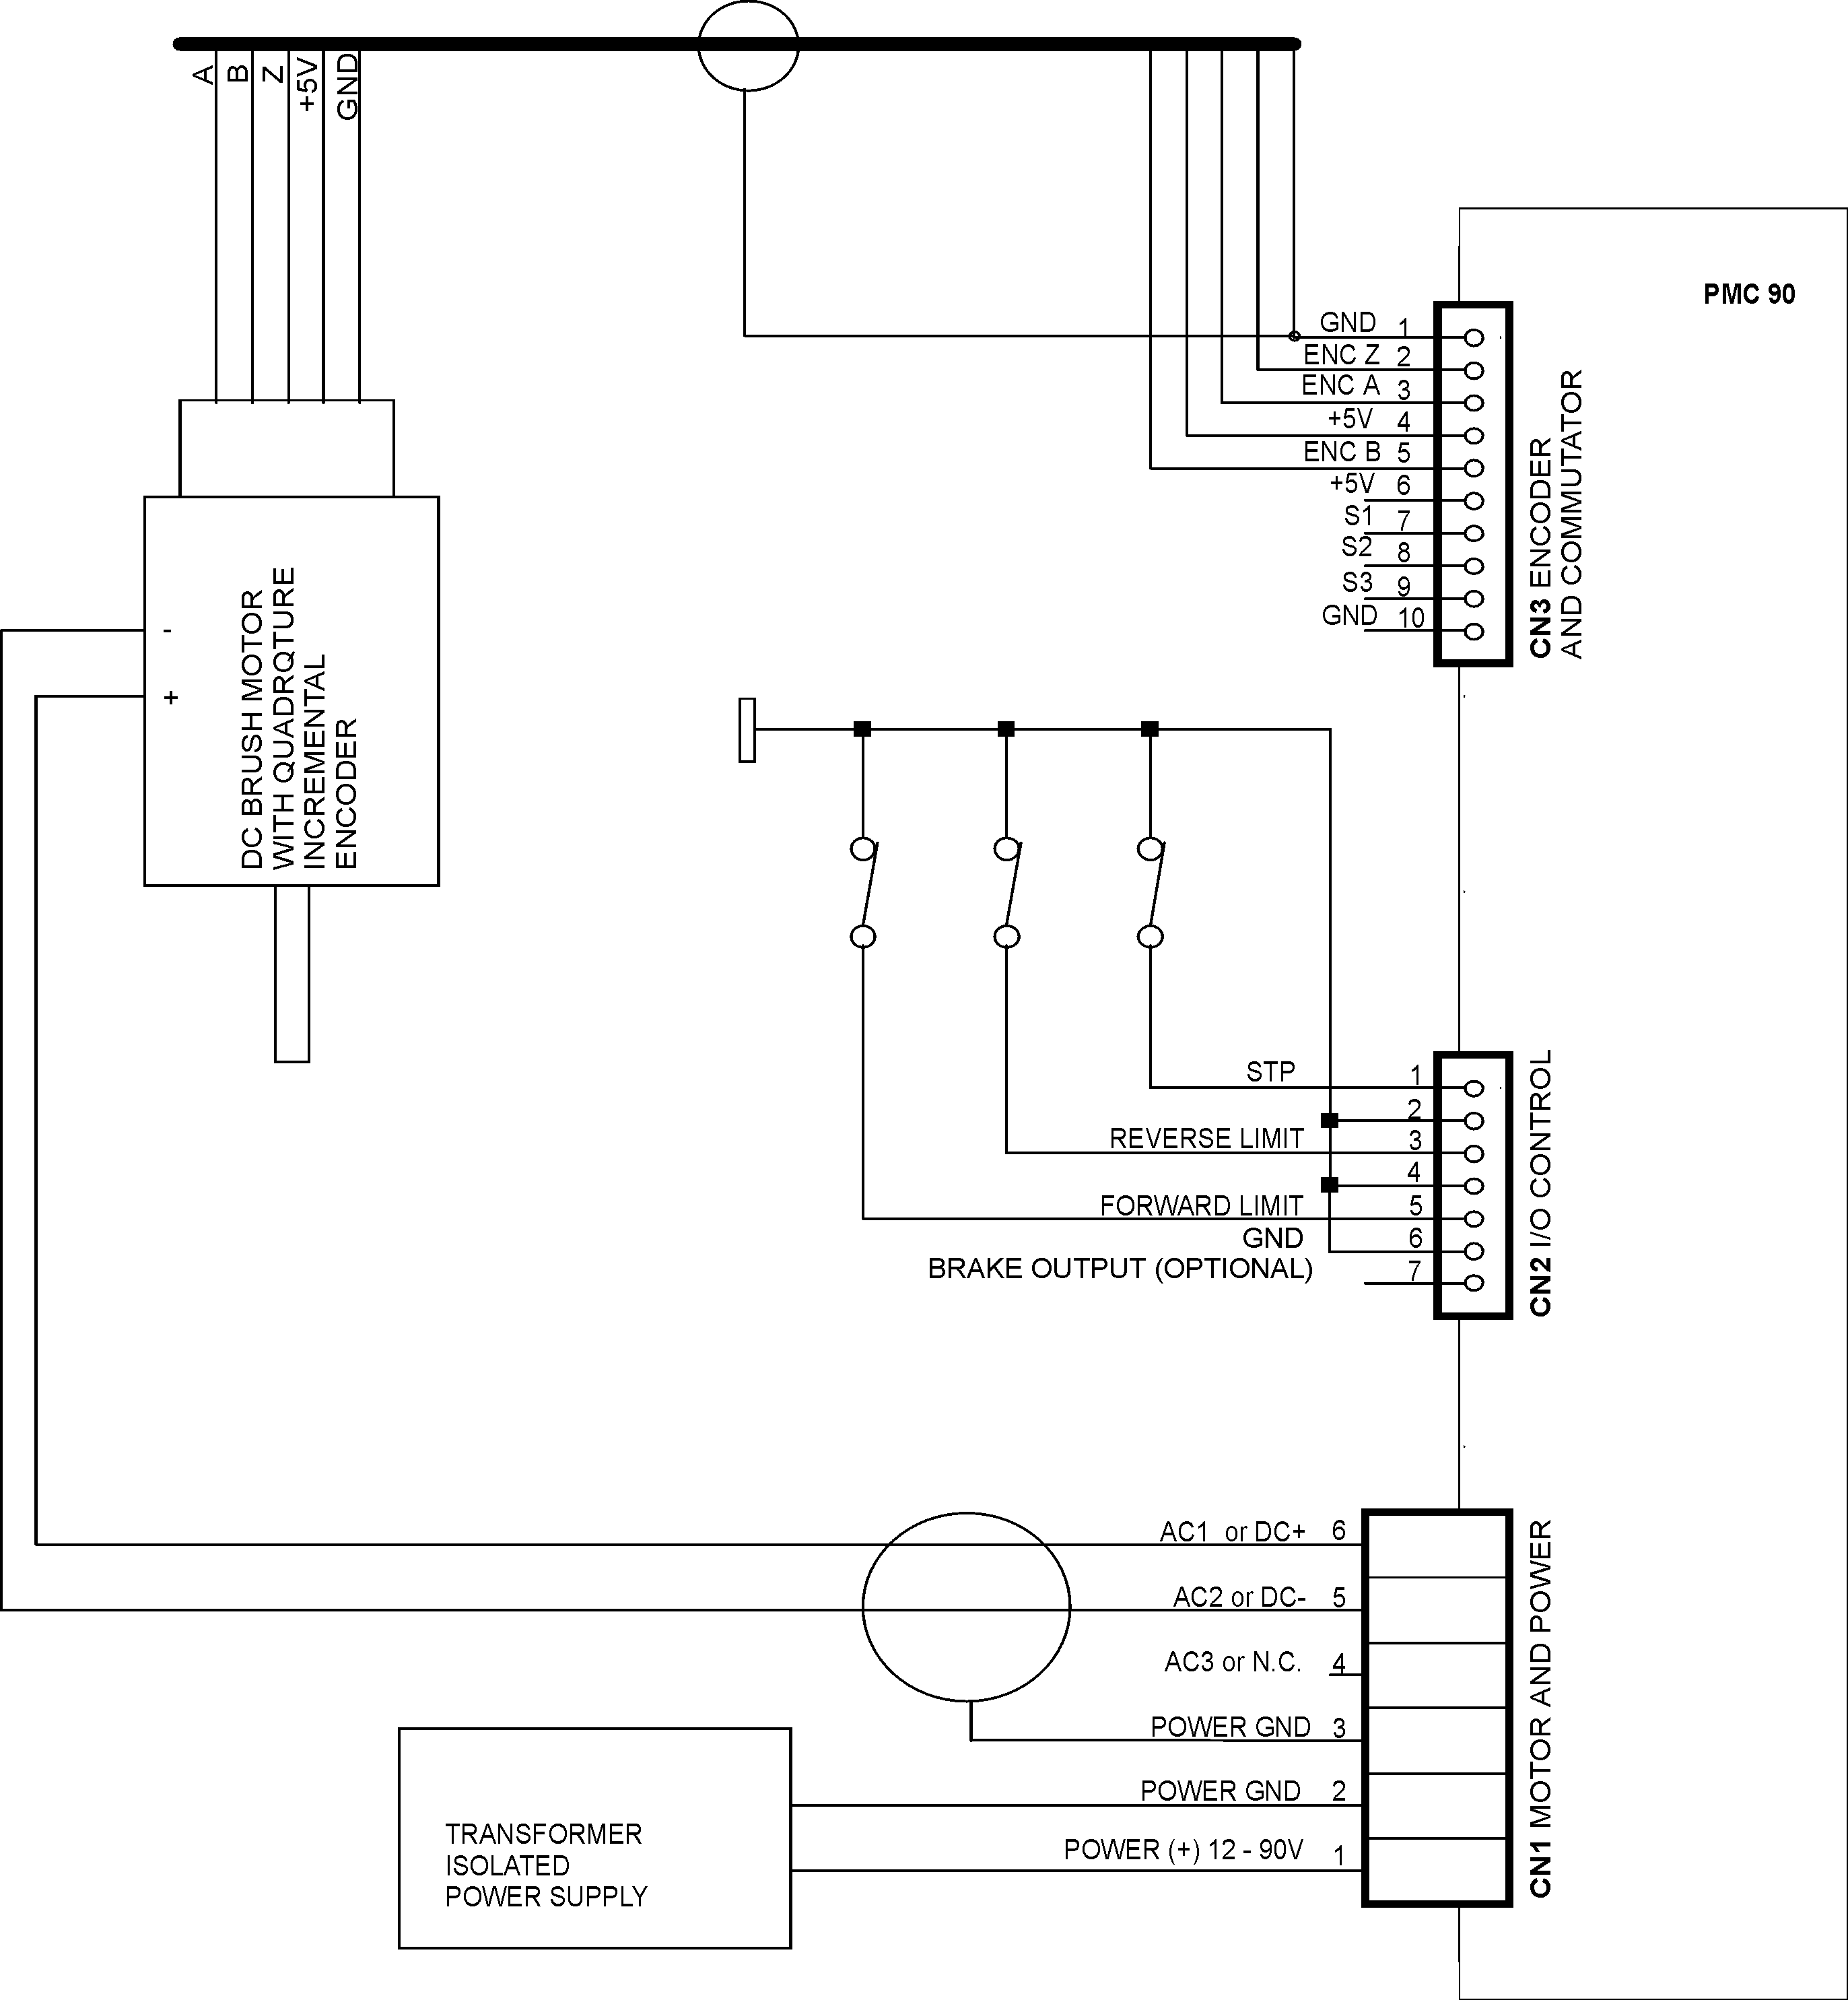 A
B
Z
+5V
GND
PMC 90
GND 1
ENC Z 2
ENC A 3
+5V 4
ENC B 5
+5V 6
S1 7
S2 8
S3 9
GND 10
CN3 ENCODER
AND COMMUTATOR
-
+
DC BRUSH MOTOR
WITH QUADRQTURE
INCREMENTAL
ENCODER
STP 1
2
REVERSE LIMIT 3
4
FORWARD LIMIT 5
GND 6
BRAKE OUTPUT (OPTIONAL) 7
CN2 I/O CONTROL
AC1 or DC+ 6
AC2 or DC- 5
AC3 or N.C. 4
POWER GND 3
POWER GND 2
POWER (+) 12 - 90V 1
CN1 MOTOR AND POWER
TRANSFORMER
ISOLATED
POWER SUPPLY